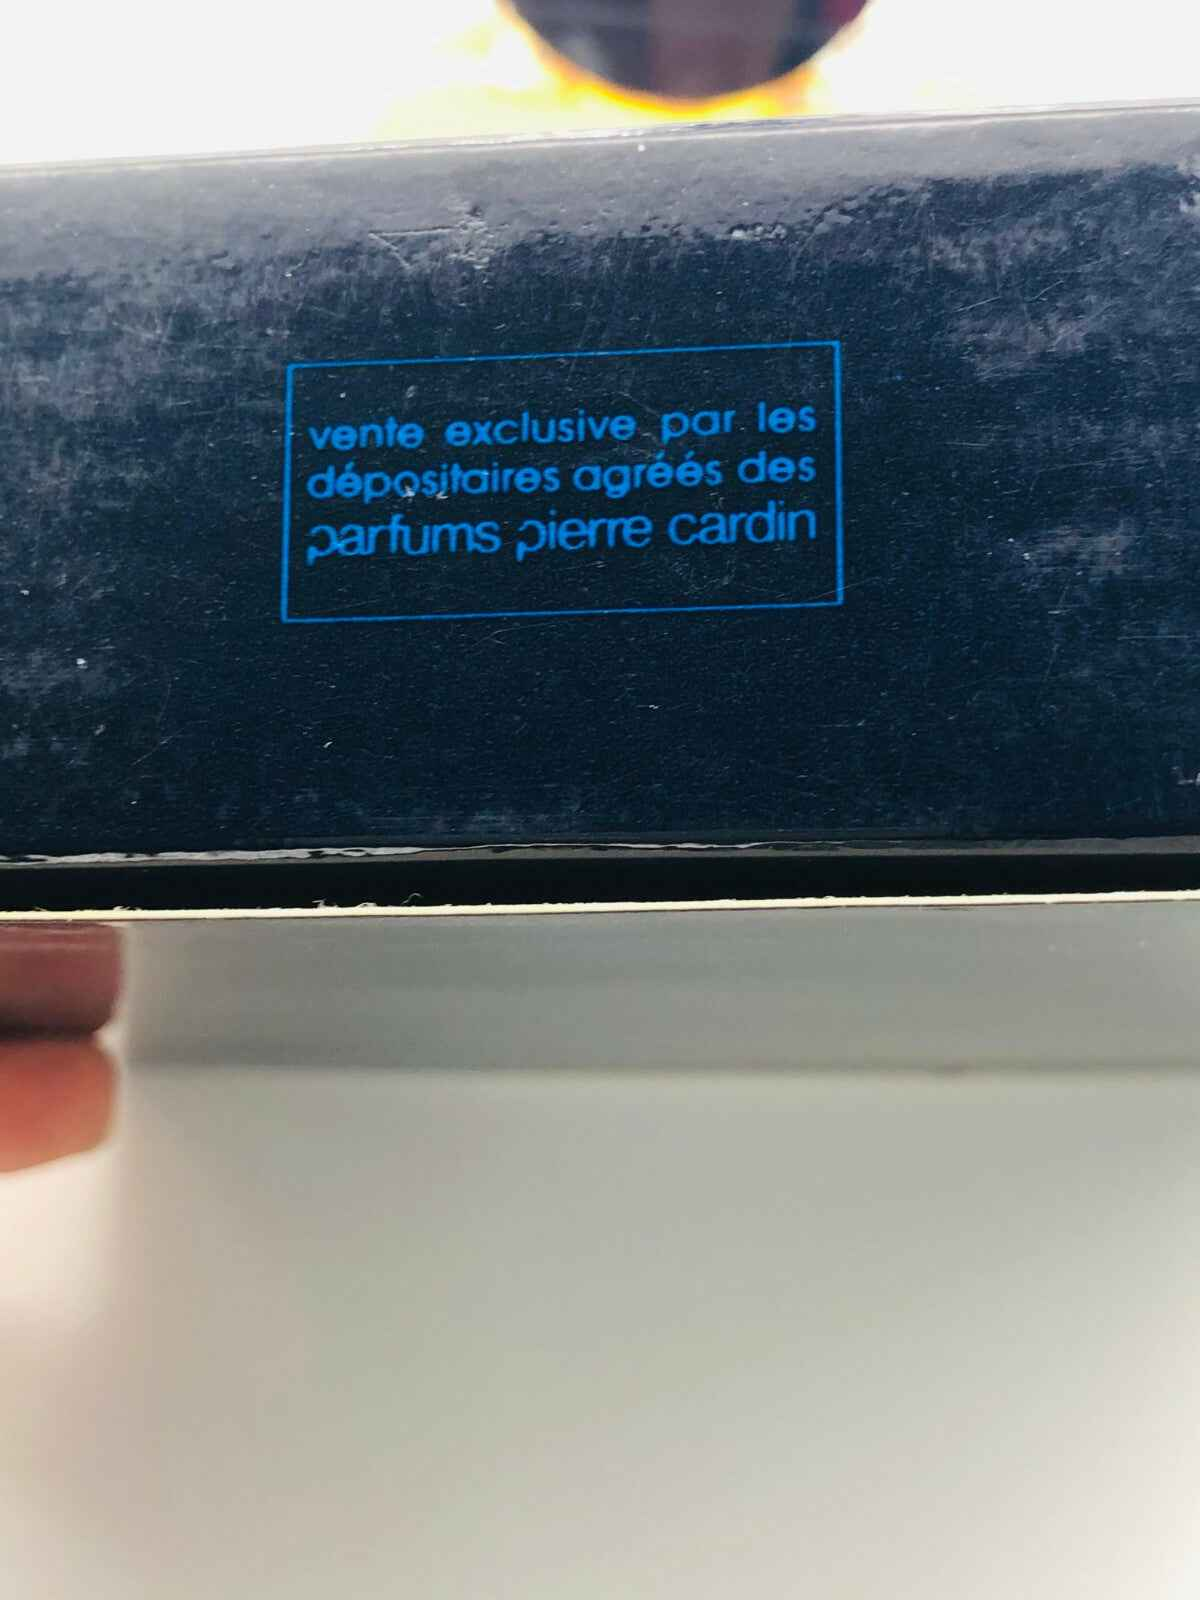 vente exclusive par les
dépositaires agréés des
parfums pierre cardin